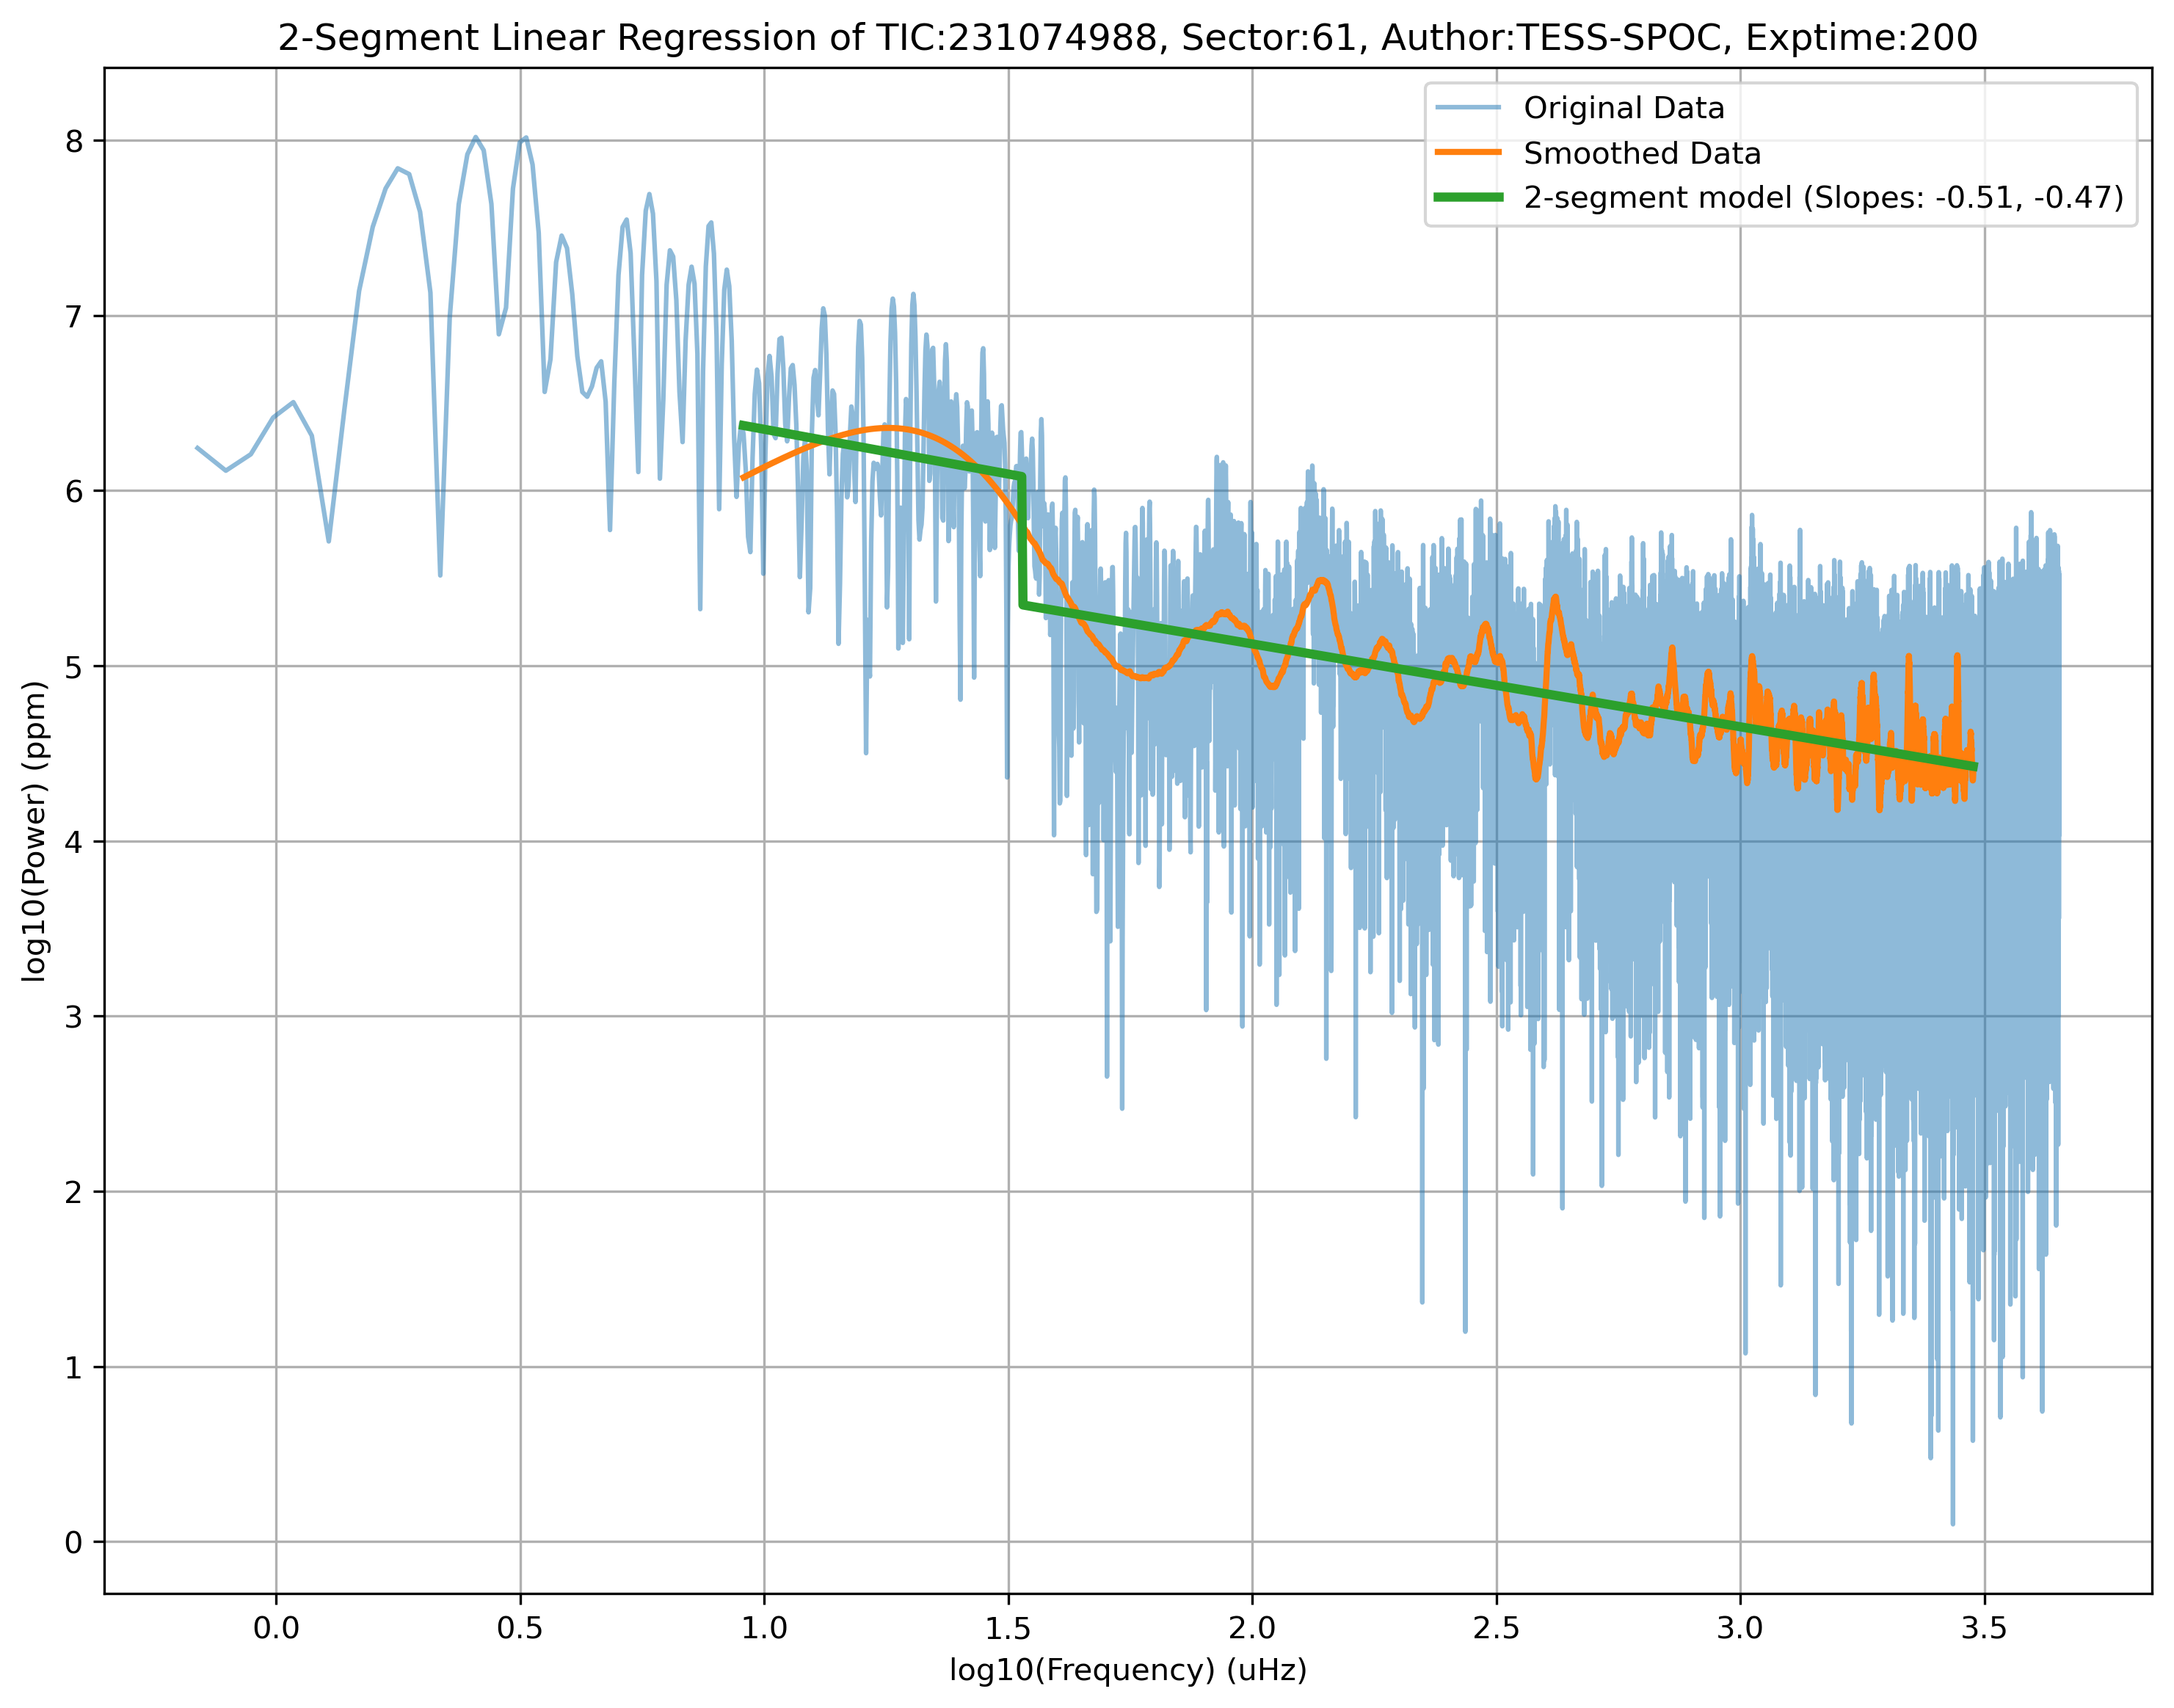 2-Segment Linear Regression of TIC:231074988, Sector:61, Author:TESS-SPOC, Exptime:200
Original Data
Smoothed Data
2-segment model (Slopes: -0.51, -0.47)
log10(Power) (ppm)
8
7
6
5
4
3
2
1
0
0.0 0.5 1.0 1.5 2.0 2.5 3.0 3.5
log10(Frequency) (uHz)